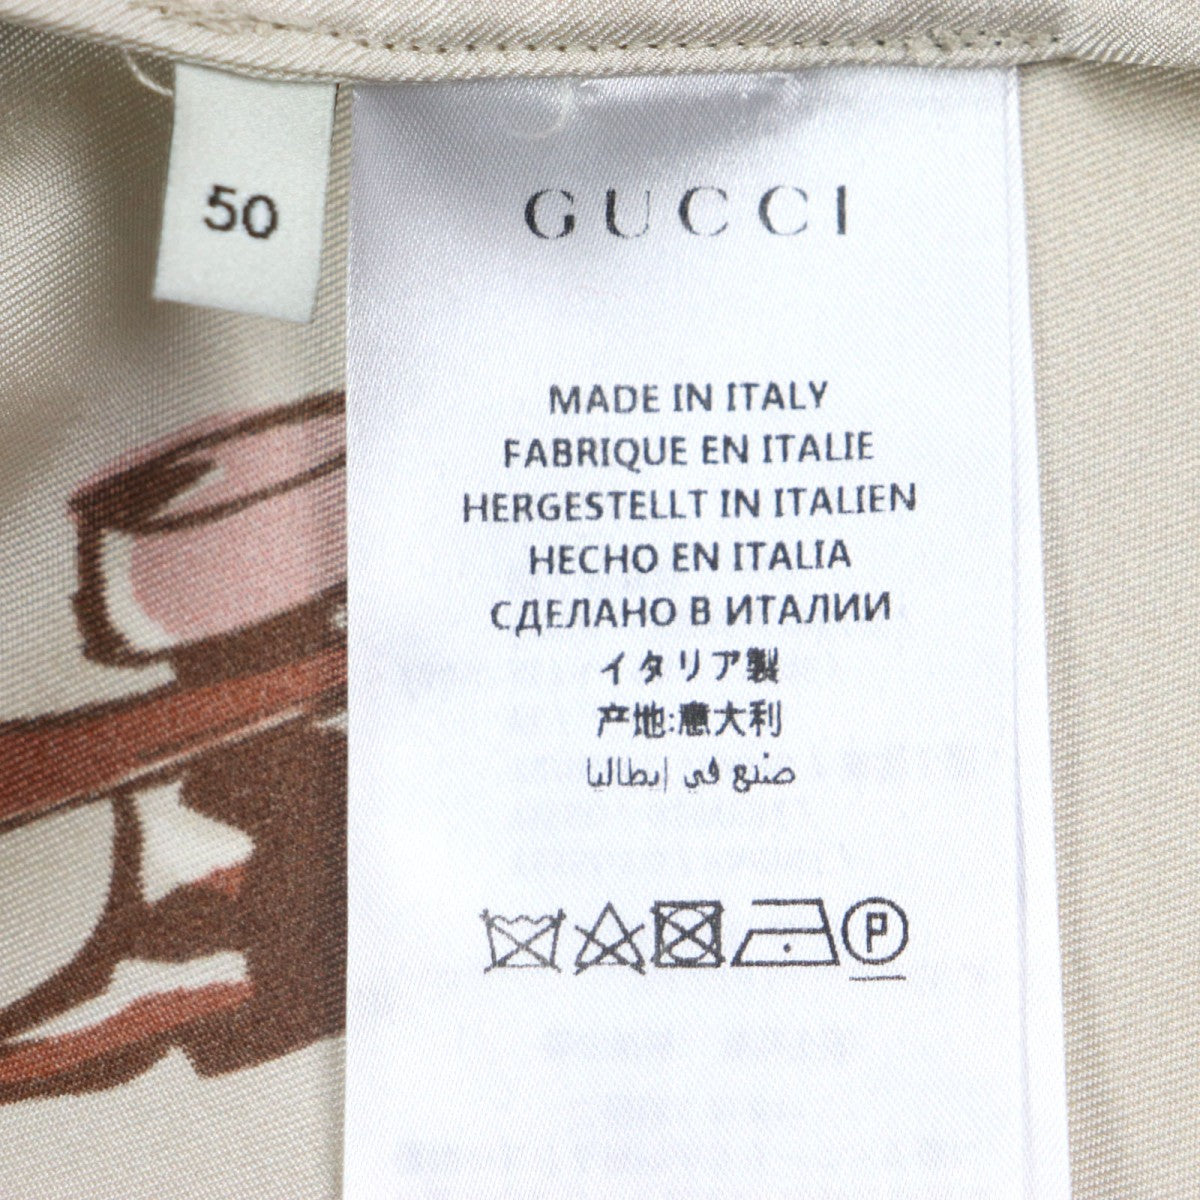 50
GUCCI
MADE IN ITALY
FABRIQUE EN ITALIE
HERGESTELLT IN ITALIEN
HECHO EN ITALIA
СДЕЛАНО В ИТАЛИИ
イタリア製
产地:意大利
صنع في إيطاليا
P